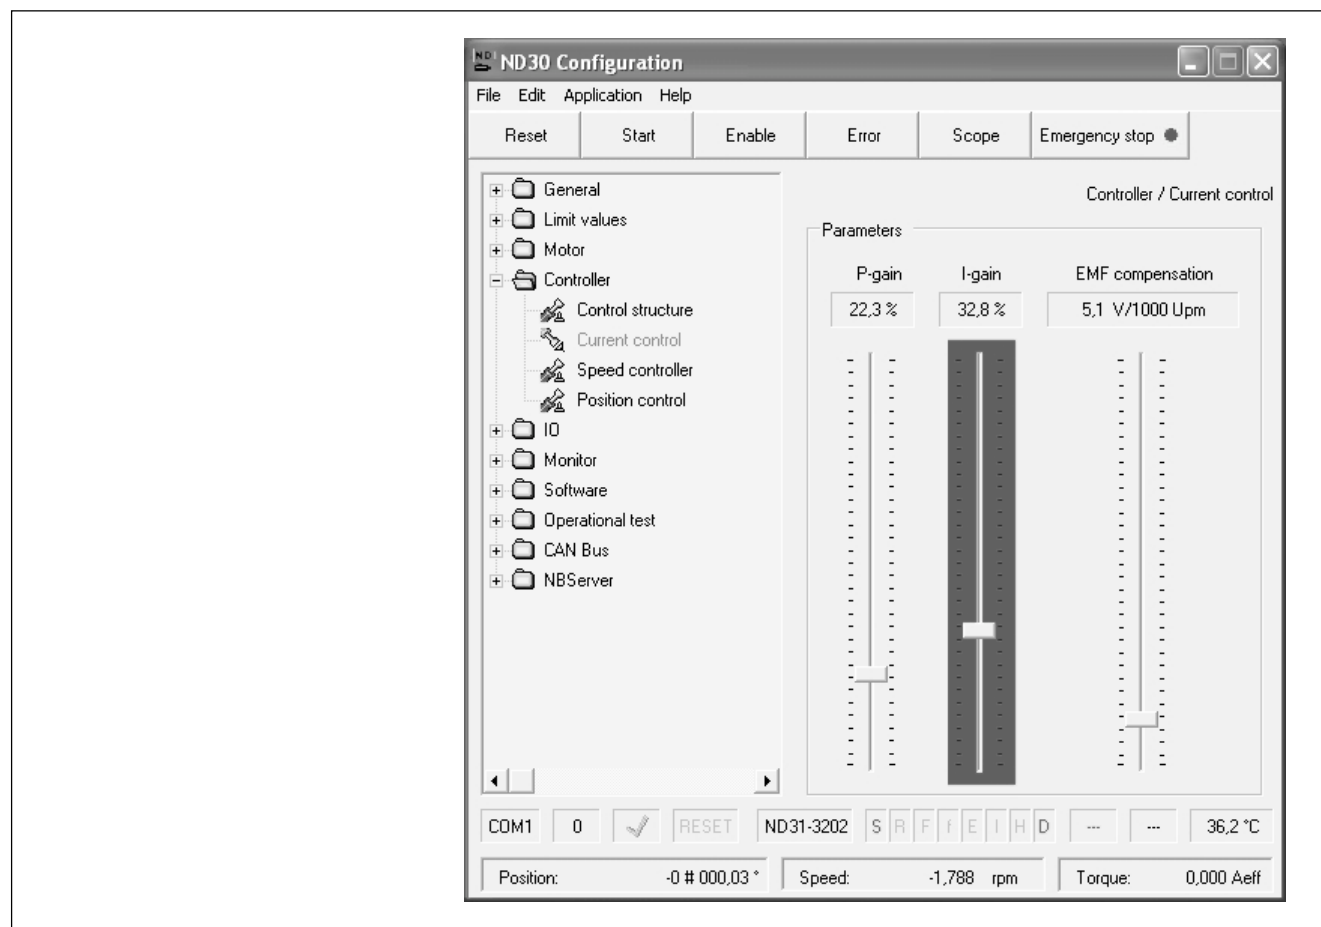 ND ND30 Configuration
File Edit Application Help
Reset Start Enable Error Scope Emergency stop
General
Limit values
Motor
Controller
Control structure
Current control
Speed controller
Position control
IO
Monitor
Software
Operational test
CAN Bus
NBServer
Controller / Current control
Parameters
P-gain I-gain EMF compensation
22,3 % 32,8 % 5,1 V/1000 Upm
COM1 0 RESET ND31-3202 S R F f E I H D --- --- 36,2 °C
Position: -0 # 000,03 ° Speed: -1,788 rpm Torque: 0,000 Aeff